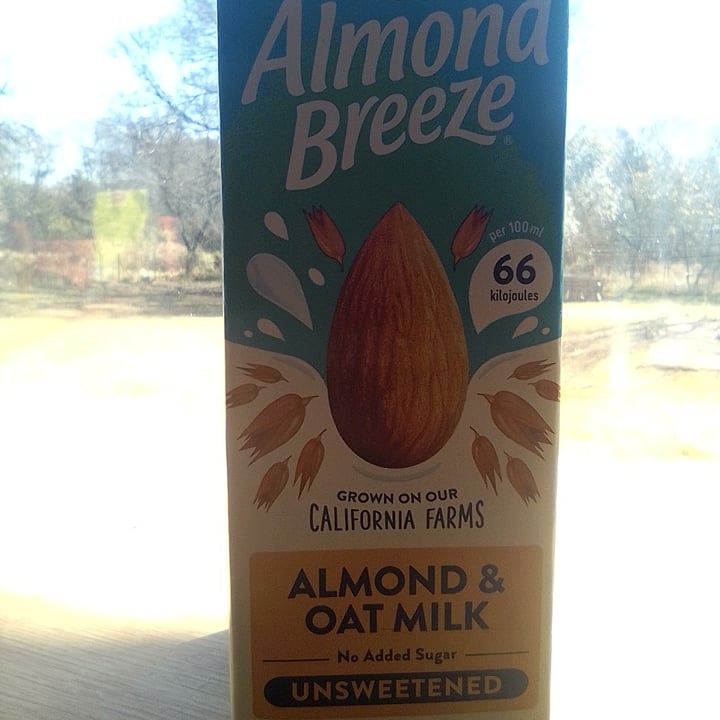 Almond
Breeze®
per 100ml
66
kilojoules
GROWN ON OUR
CALIFORNIA FARMS
ALMOND &
OAT MILK
No Added Sugar
UNSWEETENED